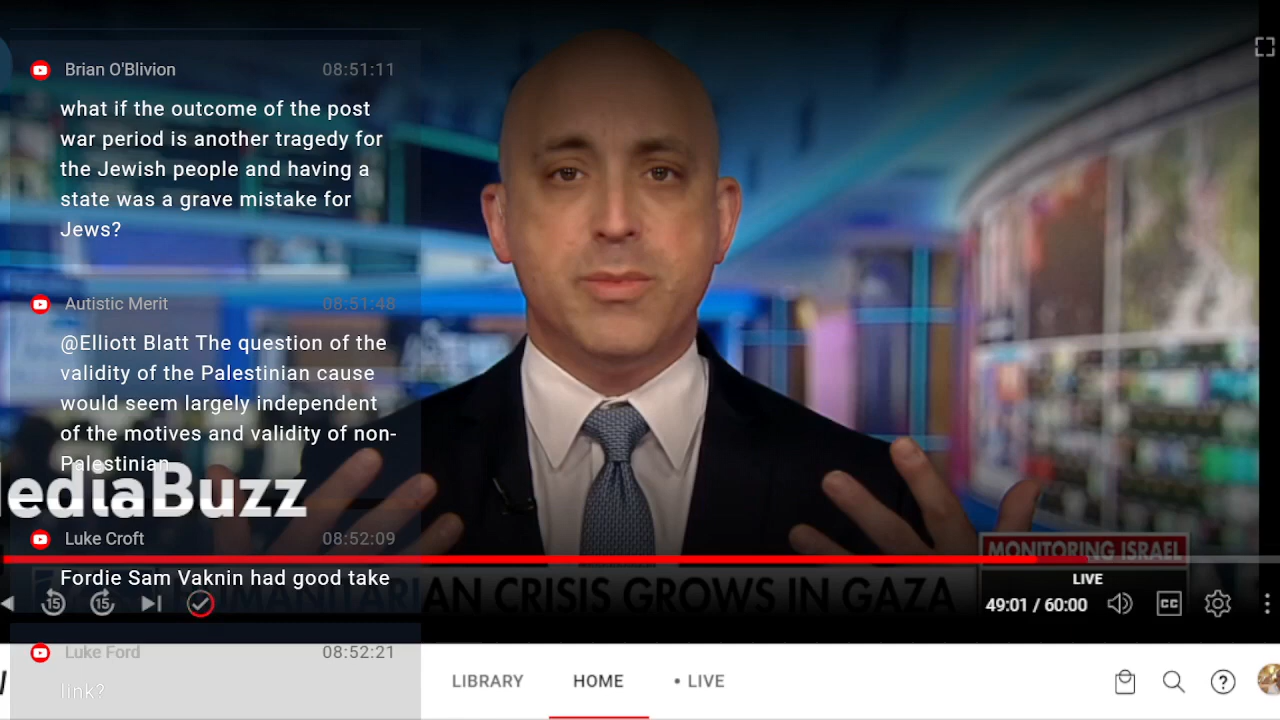 Brian O'Blivion 08:51:11
what if the outcome of the post
war period is another tragedy for
the Jewish people and having a
state was a grave mistake for
Jews?
Autistic Merit 08:51:48
@Elliott Blatt The question of the
validity of the Palestinian cause
would seem largely independent
of the motives and validity of non-
Palestinian
MediaBuzz
Luke Croft 08:52:09
Fordie Sam Vaknin had good take
MONITORING ISRAEL
HUMANITARIAN CRISIS GROWS IN GAZA
LIVE
15 15
49:01 / 60:00
CC
Luke Ford 08:52:21
link?
LIBRARY HOME • LIVE
?